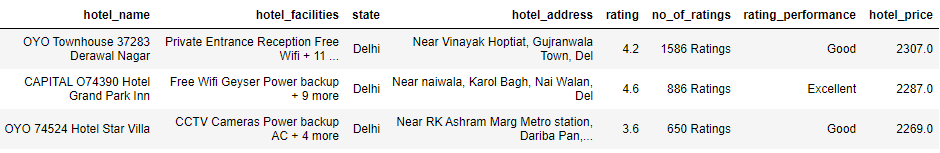 hotel_name hotel_facilities state hotel_address rating no_of_ratings rating_performance hotel_price
OYO Townhouse 37283 Private Entrance Reception Free Delhi Near Vinayak Hoptiat, Gujranwala 4.2 1586 Ratings Good 2307.0
Derawal Nagar Wifi + 11 ... Town, Del
CAPITAL O74390 Hotel Free Wifi Geyser Power backup Delhi Near naiwala, Karol Bagh, Nai Walan, 4.6 886 Ratings Excellent 2287.0
Grand Park Inn + 9 more Del
OYO 74524 Hotel Star Villa CCTV Cameras Power backup Delhi Near RK Ashram Marg Metro station, 3.6 650 Ratings Good 2269.0
AC + 4 more Dariba Pan,...